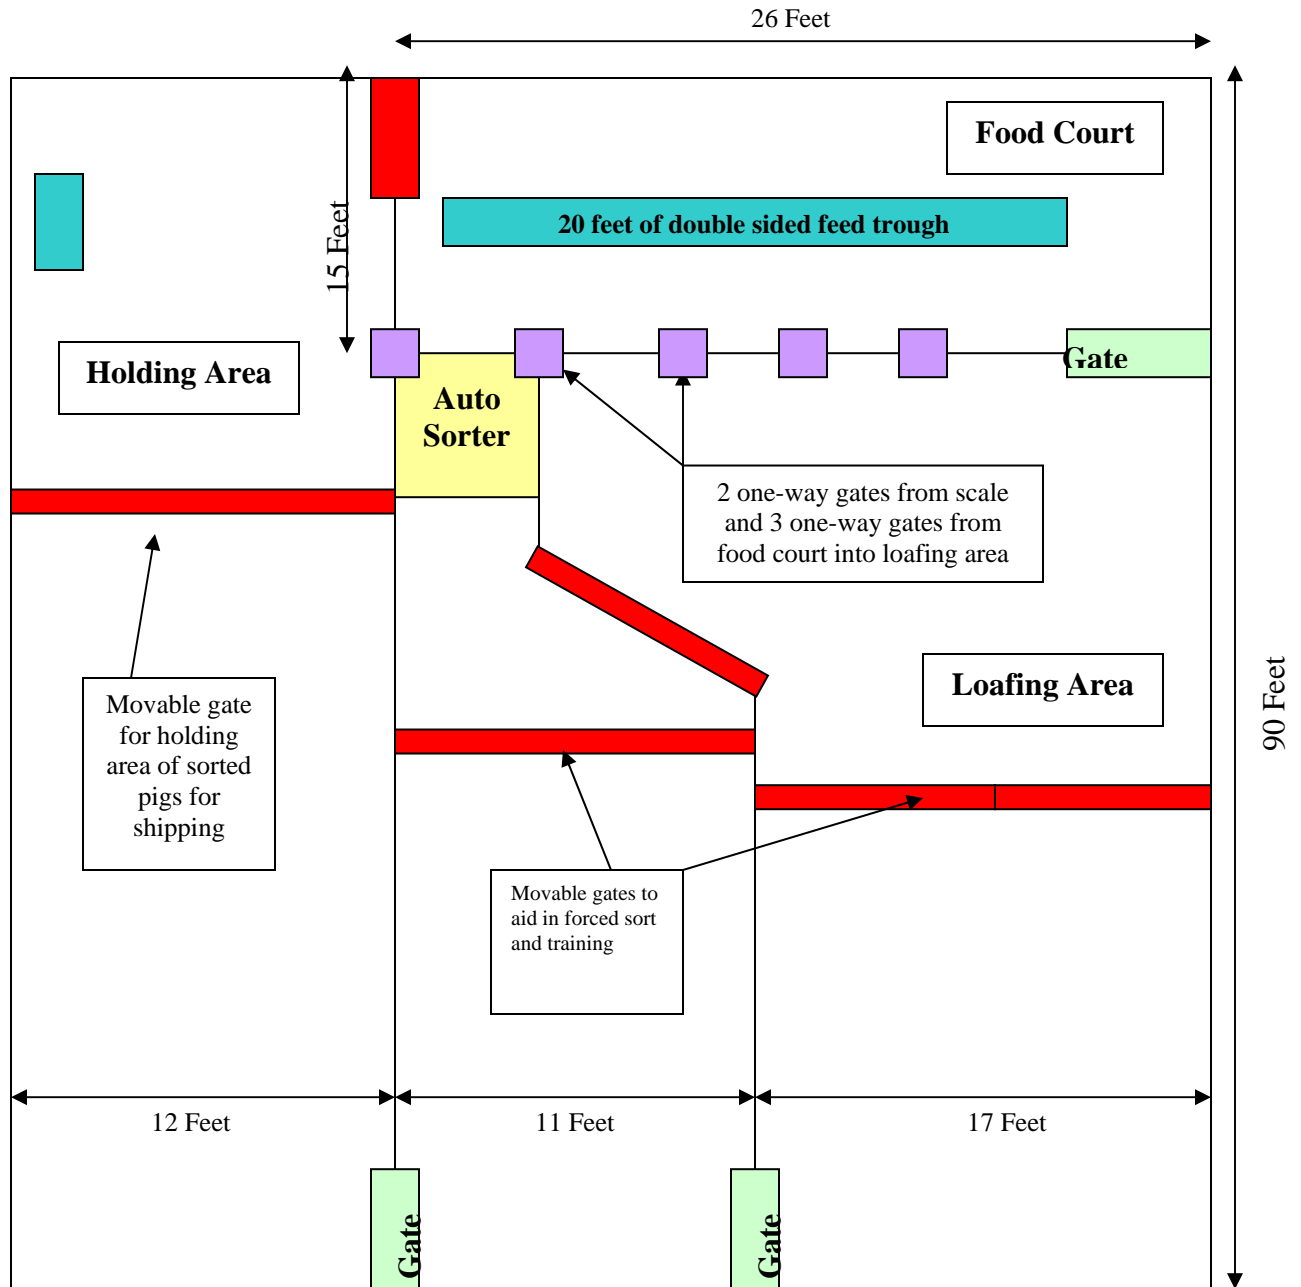 26 Feet
Food Court
20 feet of double sided feed trough
15 Feet
Holding Area
Auto
Sorter
Gate
2 one-way gates from scale
and 3 one-way gates from
food court into loafing area
Loafing Area
90 Feet
Movable gate
for holding
area of sorted
pigs for
shipping
Movable gates to
aid in forced sort
and training
12 Feet
11 Feet
17 Feet
Gate
Gate